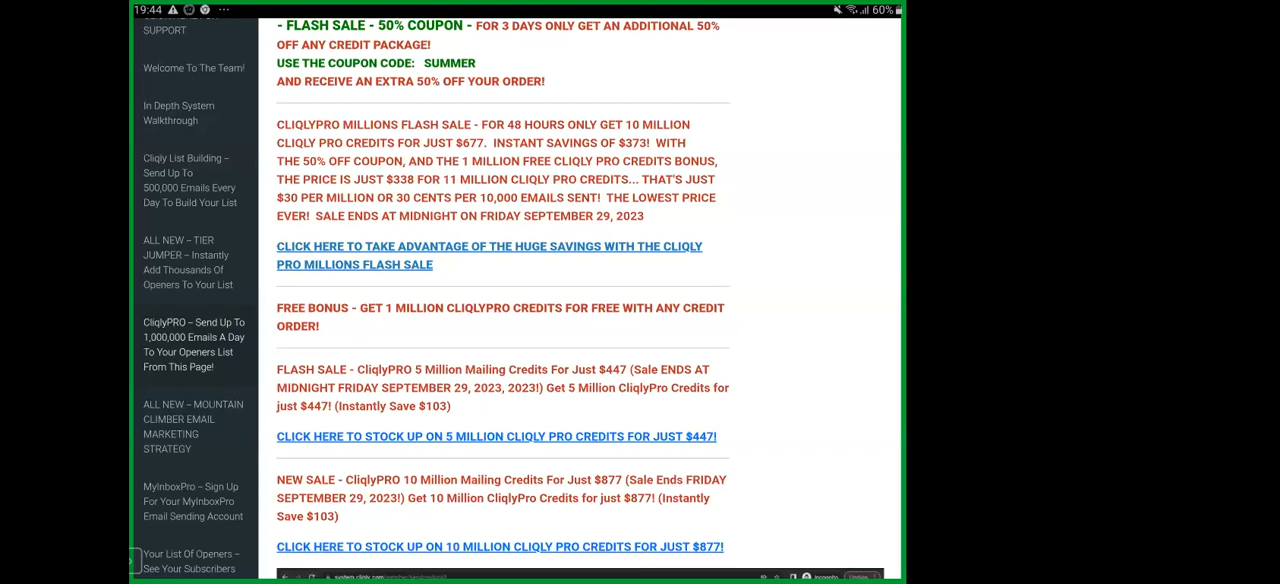 19:44
60%
SUPPORT
Welcome To The Team!
In Depth System
Walkthrough
Cliqly List Building –
Send Up To
500,000 Emails Every
Day To Build Your List
ALL NEW – TIER
JUMPER – Instantly
Add Thousands Of
Openers To Your List
CliqlyPRO – Send Up To
1,000,000 Emails A Day
To Your Openers List
From This Page!
ALL NEW – MOUNTAIN
CLIMBER EMAIL
MARKETING
STRATEGY
MyInboxPro – Sign Up
For Your MyInboxPro
Email Sending Account
Your List Of Openers –
See Your Subscribers
- FLASH SALE - 50% COUPON - FOR 3 DAYS ONLY GET AN ADDITIONAL 50%
OFF ANY CREDIT PACKAGE!
USE THE COUPON CODE: SUMMER
AND RECEIVE AN EXTRA 50% OFF YOUR ORDER!
CLIQLYPRO MILLIONS FLASH SALE - FOR 48 HOURS ONLY GET 10 MILLION
CLIQLY PRO CREDITS FOR JUST $677. INSTANT SAVINGS OF $373! WITH
THE 50% OFF COUPON, AND THE 1 MILLION FREE CLIQLY PRO CREDITS BONUS,
THE PRICE IS JUST $338 FOR 11 MILLION CLIQLY PRO CREDITS... THAT'S JUST
$30 PER MILLION OR 30 CENTS PER 10,000 EMAILS SENT! THE LOWEST PRICE
EVER! SALE ENDS AT MIDNIGHT ON FRIDAY SEPTEMBER 29, 2023
CLICK HERE TO TAKE ADVANTAGE OF THE HUGE SAVINGS WITH THE CLIQLY
PRO MILLIONS FLASH SALE
FREE BONUS - GET 1 MILLION CLIQLYPRO CREDITS FOR FREE WITH ANY CREDIT
ORDER!
FLASH SALE - CliqlyPRO 5 Million Mailing Credits For Just $447 (Sale ENDS AT
MIDNIGHT FRIDAY SEPTEMBER 29, 2023, 2023!) Get 5 Million CliqlyPro Credits for
just $447! (Instantly Save $103)
CLICK HERE TO STOCK UP ON 5 MILLION CLIQLY PRO CREDITS FOR JUST $447!
NEW SALE - CliqlyPRO 10 Million Mailing Credits For Just $877 (Sale Ends FRIDAY
SEPTEMBER 29, 2023!) Get 10 Million CliqlyPro Credits for just $877! (Instantly
Save $103)
CLICK HERE TO STOCK UP ON 10 MILLION CLIQLY PRO CREDITS FOR JUST $877!
Incognito